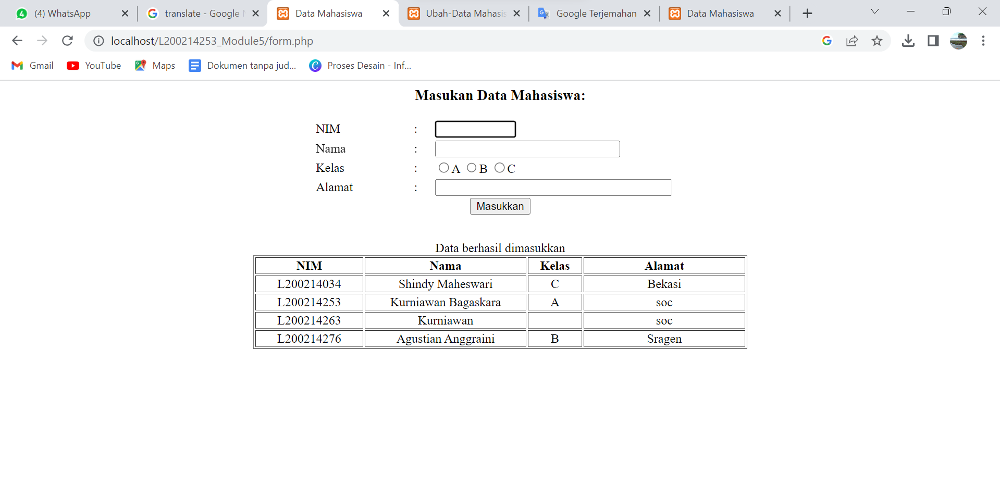 (4) WhatsApp translate - Google Data Mahasiswa Ubah-Data Mahasis Google Terjemahan Data Mahasiswa
localhost/L200214253_Module5/form.php
Gmail YouTube Maps Dokumen tanpa jud... Proses Desain - Inf...
Masukan Data Mahasiswa:
NIM :
Nama :
Kelas : A B C
Alamat :
Masukkan
Data berhasil dimasukkan
NIM Nama Kelas Alamat
L200214034 Shindy Maheswari C Bekasi
L200214253 Kurniawan Bagaskara A soc
L200214263 Kurniawan soc
L200214276 Agustian Anggraini B Sragen